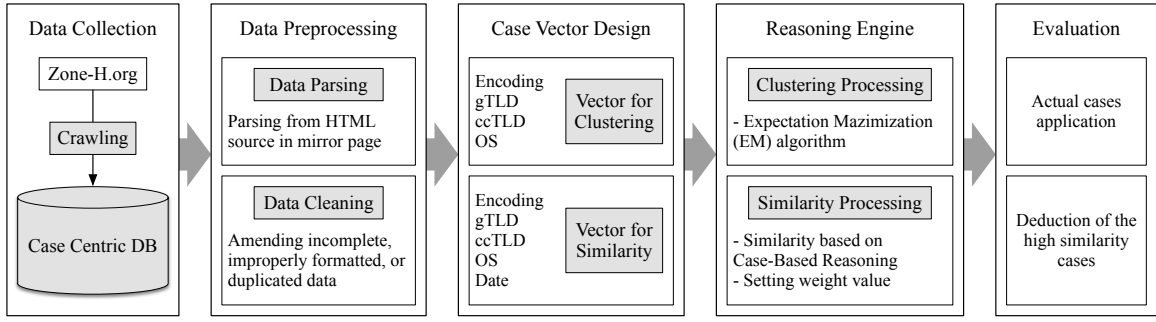 Data Collection
Zone-H.org
Crawling
Case Centric DB
Data Preprocessing
Data Parsing
Parsing from HTML
source in mirror page
Data Cleaning
Amending incomplete,
improperly formatted, or
duplicated data
Case Vector Design
Encoding
gTLD
ccTLD
OS
Vector for
Clustering
Encoding
gTLD
ccTLD
OS
Date
Vector for
Similarity
Reasoning Engine
Clustering Processing
- Expectation Mazimization
(EM) algorithm
Similarity Processing
- Similarity based on
Case-Based Reasoning
- Setting weight value
Evaluation
Actual cases
application
Deduction of the
high similarity
cases